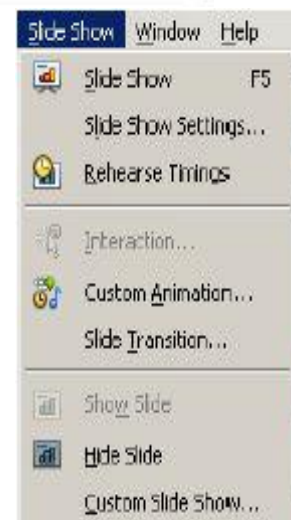 Slide Show Window Help
Slide Show F5
Slide Show Settings...
Rehearse Timings
Interaction...
Custom Animation...
Slide Transition...
Show Slide
Hide Slide
Custom Slide Show...